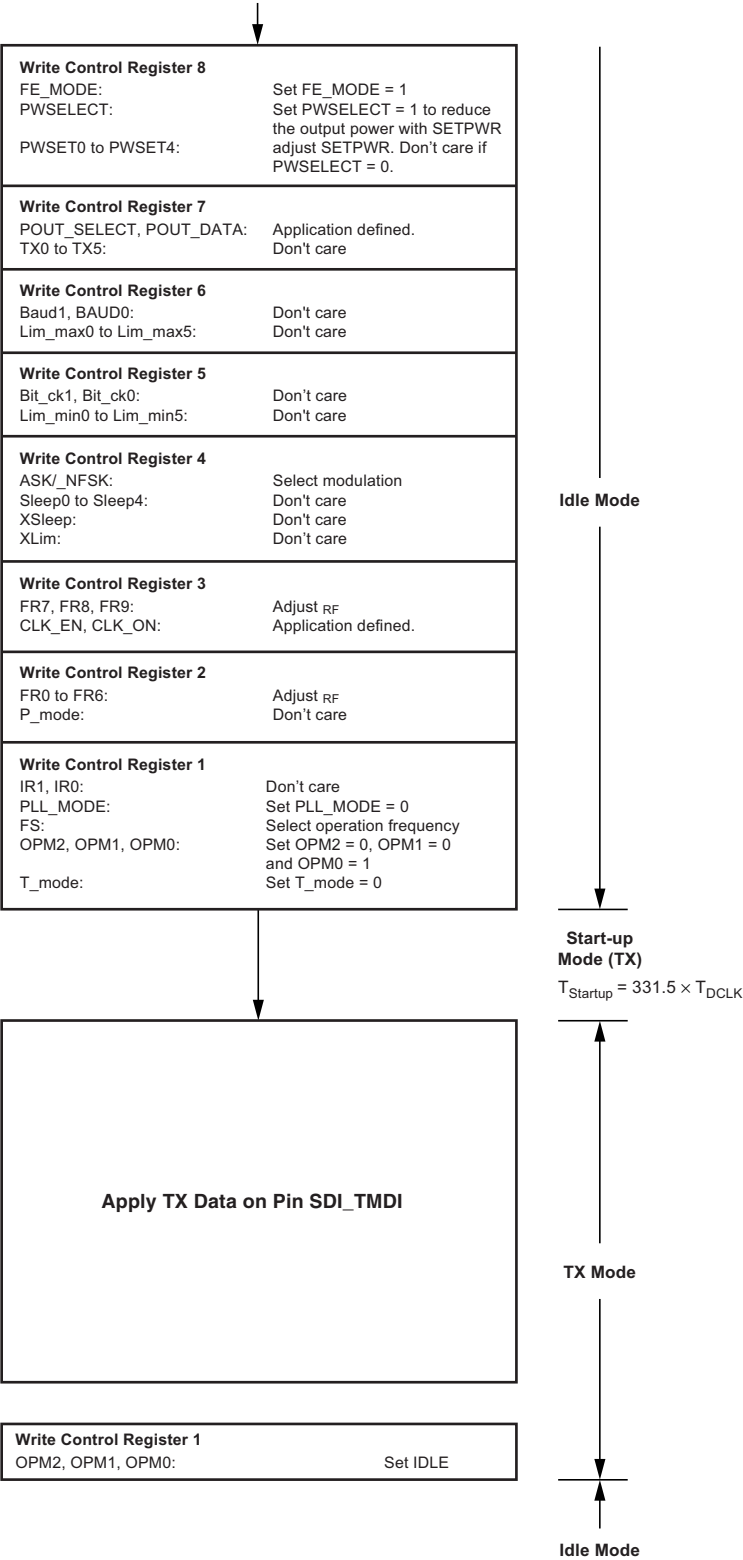 Write Control Register 8
FE_MODE: Set FE_MODE = 1
PWSELECT: Set PWSELECT = 1 to reduce
the output power with SETPWR
PWSET0 to PWSET4: adjust SETPWR. Don’t care if
PWSELECT = 0.
Write Control Register 7
POUT_SELECT, POUT_DATA: Application defined.
TX0 to TX5: Don't care
Write Control Register 6
Baud1, BAUD0: Don't care
Lim_max0 to Lim_max5: Don't care
Write Control Register 5
Bit_ck1, Bit_ck0: Don’t care
Lim_min0 to Lim_min5: Don't care
Write Control Register 4
ASK/_NFSK: Select modulation
Sleep0 to Sleep4: Don't care
XSleep: Don't care
XLim: Don’t care
Idle Mode
Write Control Register 3
FR7, FR8, FR9: Adjust RF
CLK_EN, CLK_ON: Application defined.
Write Control Register 2
FR0 to FR6: Adjust RF
P_mode: Don’t care
Write Control Register 1
IR1, IR0: Don’t care
PLL_MODE: Set PLL_MODE = 0
FS: Select operation frequency
OPM2, OPM1, OPM0: Set OPM2 = 0, OPM1 = 0
and OPM0 = 1
T_mode: Set T_mode = 0
Start-up
Mode (TX)
TStartup = 331.5 × TDCLK
Apply TX Data on Pin SDI_TMDI
TX Mode
Write Control Register 1
OPM2, OPM1, OPM0: Set IDLE
Idle Mode